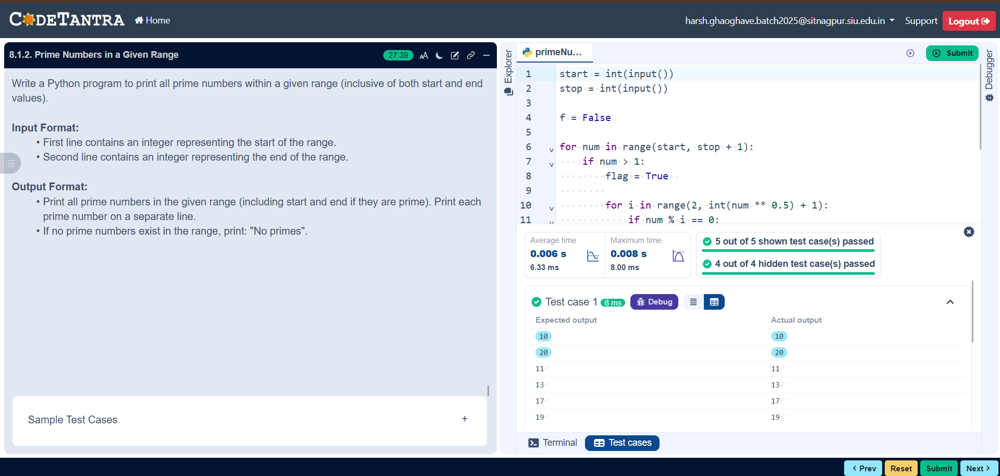 CODETANTRA Home
harsh.ghaoghave.batch2025@sitnagpur.siu.edu.in Support Logout
8.1.2. Prime Numbers in a Given Range 27:39
Write a Python program to print all prime numbers within a given range (inclusive of both start and end
values).
Input Format:
• First line contains an integer representing the start of the range.
• Second line contains an integer representing the end of the range.
Output Format:
• Print all prime numbers in the given range (including start and end if they are prime). Print each
prime number on a separate line.
• If no prime numbers exist in the range, print: "No primes".
Sample Test Cases +
Explorer
primeNu...
Submit
Debugger
1 start = int(input())
2 stop = int(input())
3
4 f = False
5
6 for num in range(start, stop + 1):
7     if num > 1:
8         flag = True
9
10         for i in range(2, int(num ** 0.5) + 1):
11             if num % i == 0:
Average time
0.006 s
6.33 ms
Maximum time
0.008 s
8.00 ms
5 out of 5 shown test case(s) passed
4 out of 4 hidden test case(s) passed
Test case 1 8 ms Debug
Expected output Actual output
10 10
20 20
11 11
13 13
17 17
19 19
Terminal Test cases
< Prev Reset Submit Next >